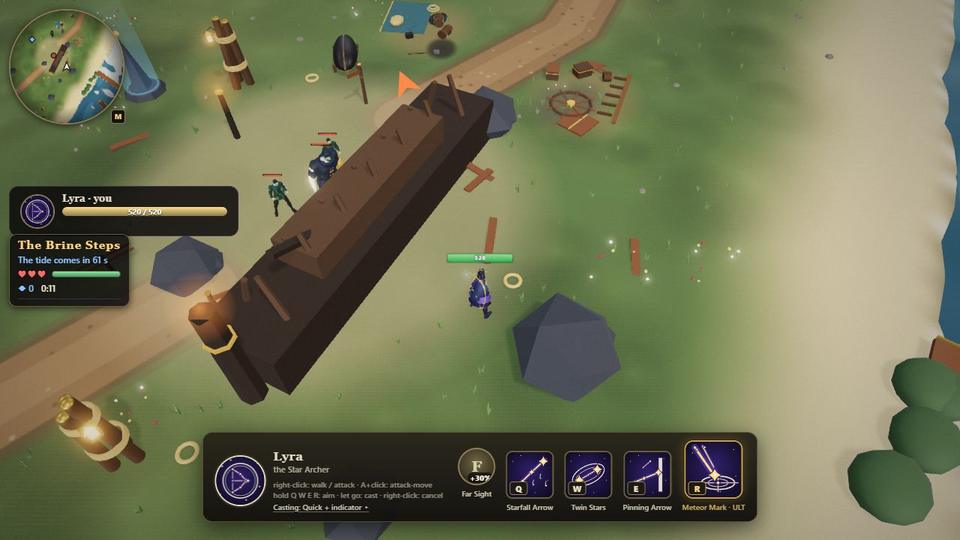 M
Lyra · you
520 / 520
The Brine Steps
The tide comes in 61 s
0 0:11
520
Lyra
the Star Archer
right-click: walk / attack · A+click: attack-move
hold Q W E R: aim · let go: cast · right-click: cancel
Casting: Quick + indicator
F
+30%
Far Sight
Q
Starfall Arrow
W
Twin Stars
E
Pinning Arrow
R
Meteor Mark · ULT